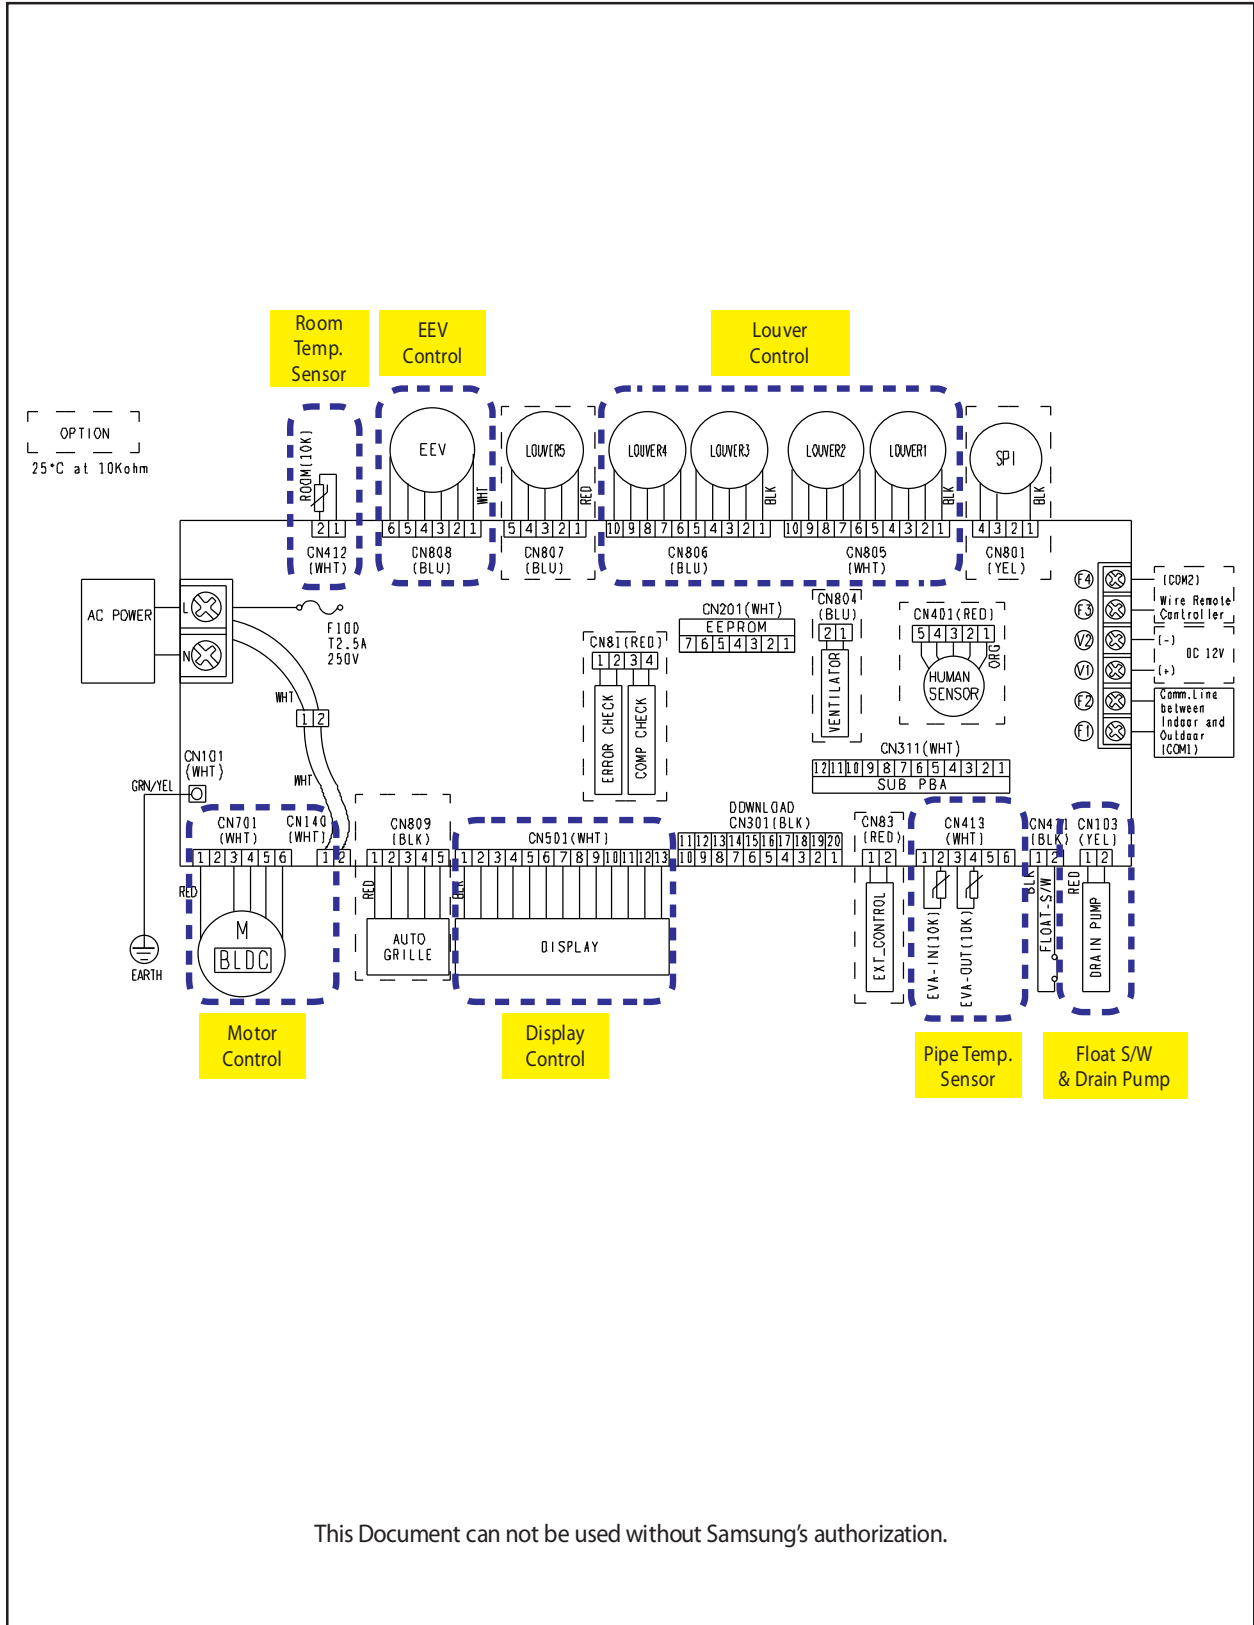 Room
Temp.
Sensor
EEV
Control
Louver
Control
OPTION
25°C at 10Kohm
ROOM(10K)
EEV
WHT
LOUVER5
RED
LOUVER4
LOUVER3
BLK
LOUVER2
LOUVER1
BLK
SPI
BLK
2 1
6 5 4 3 2 1
5 4 3 2 1
10 9 8 7 6 5 4 3 2 1
10 9 8 7 6 5 4 3 2 1
4 3 2 1
CN412
(WHT)
CN808
(BLU)
CN807
(BLU)
CN806
(BLU)
CN805
(WHT)
CN801
(YEL)
AC POWER
L
N
F100
T2.5A
250V
WHT
1 2
WHT
CN101
(WHT)
GRN/YEL
EARTH
CN81(RED)
1 2 3 4
ERROR CHECK
COMP CHECK
CN201(WHT)
EEPROM
7 6 5 4 3 2 1
CN804
(BLU)
2 1
VENTILATOR
CN401(RED)
5 4 3 2 1
ORG
HUMAN
SENSOR
CN311(WHT)
12 11 10 9 8 7 6 5 4 3 2 1
SUB PBA
F4
(COM2)
F3
Wire Remote
Controller
V2
(-)
DC 12V
V1
(+)
F2
Comm.Line
between
Indoor and
Outdoor
(COM1)
F1
CN701
(WHT)
1 2 3 4 5 6
RED
M
BLDC
CN140
(WHT)
1 2
CN809
(BLK)
1 2 3 4 5
RED
AUTO
GRILLE
CN501(WHT)
1 2 3 4 5 6 7 8 9 10 11 12 13
BLK
DISPLAY
DOWNLOAD
CN301(BLK)
11 12 13 14 15 16 17 18 19 20
10 9 8 7 6 5 4 3 2 1
CN83
(RED)
1 2
EXT_CONTROL
CN413
(WHT)
1 2 3 4 5 6
EVA-IN(10K)
EVA-OUT(10K)
CN411
(BLK)
1 2
BLK
FLOAT-S/W
CN103
(YEL)
1 2
RED
DRAIN PUMP
Motor
Control
Display
Control
Pipe Temp.
Sensor
Float S/W
& Drain Pump
This Document can not be used without Samsung's authorization.